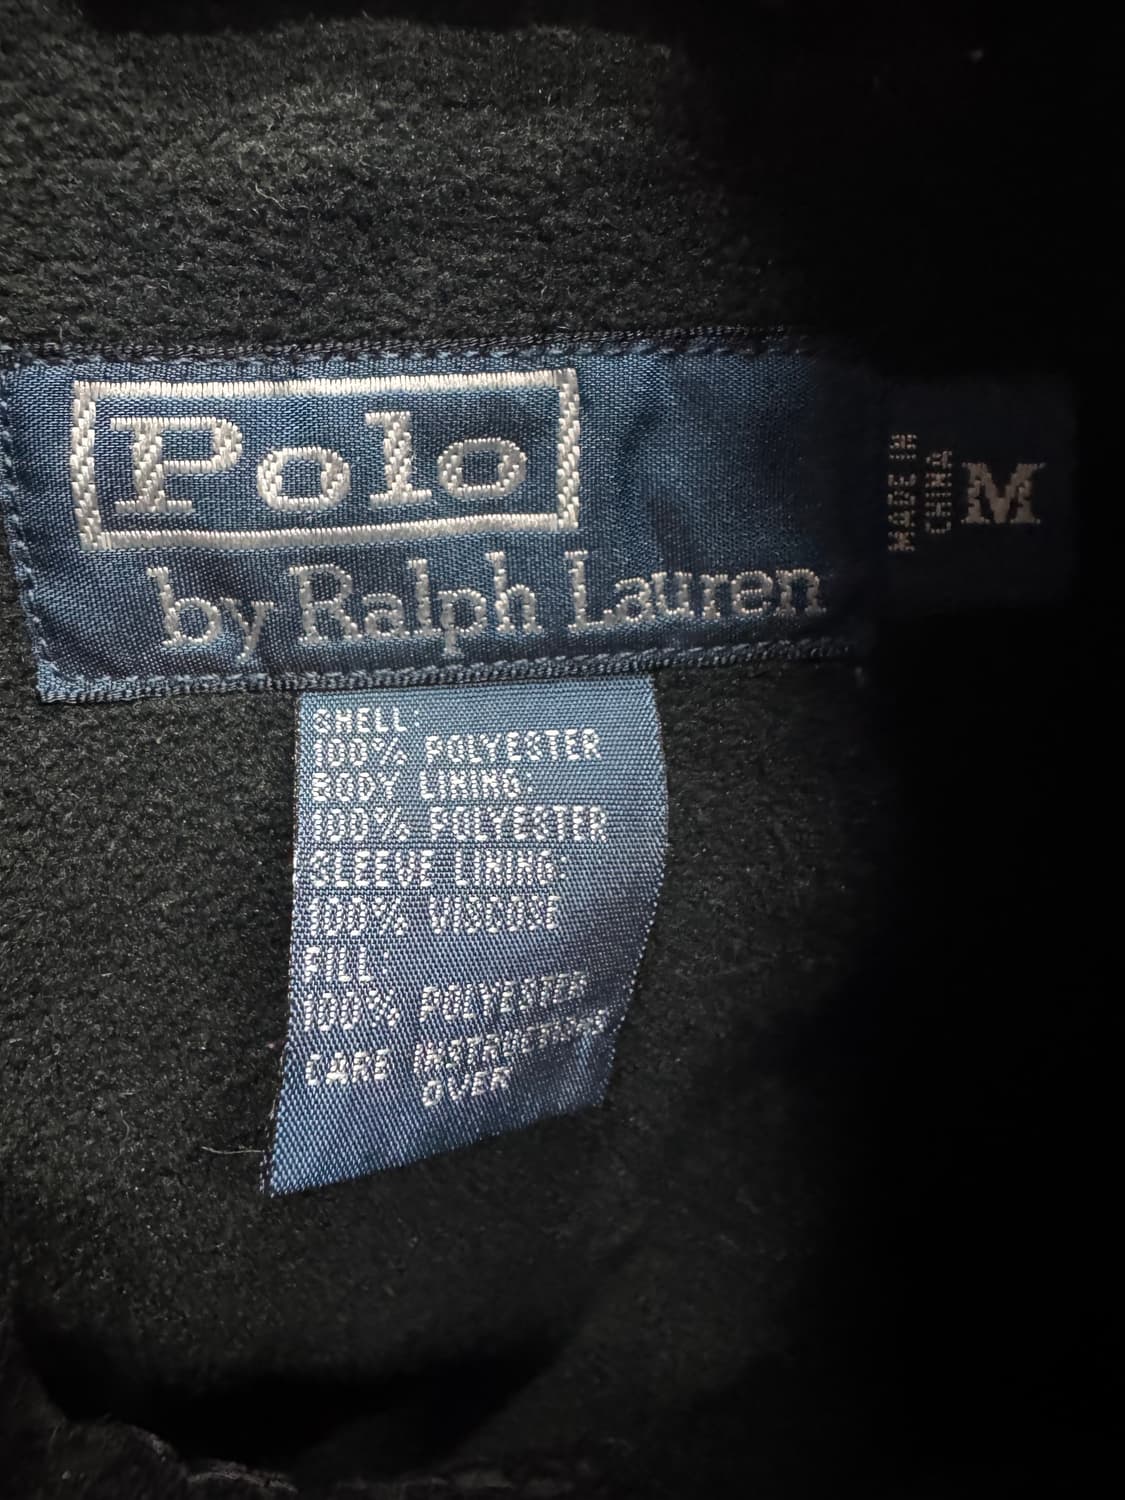 Polo
by Ralph Lauren
MADE IN
CHINA
M
SHELL:
100% POLYESTER
BODY LINING:
100% POLYESTER
SLEEVE LINING:
100% VISCOSE
FILL:
100% POLYESTER
CARE INSTRUCTIONS
OVER